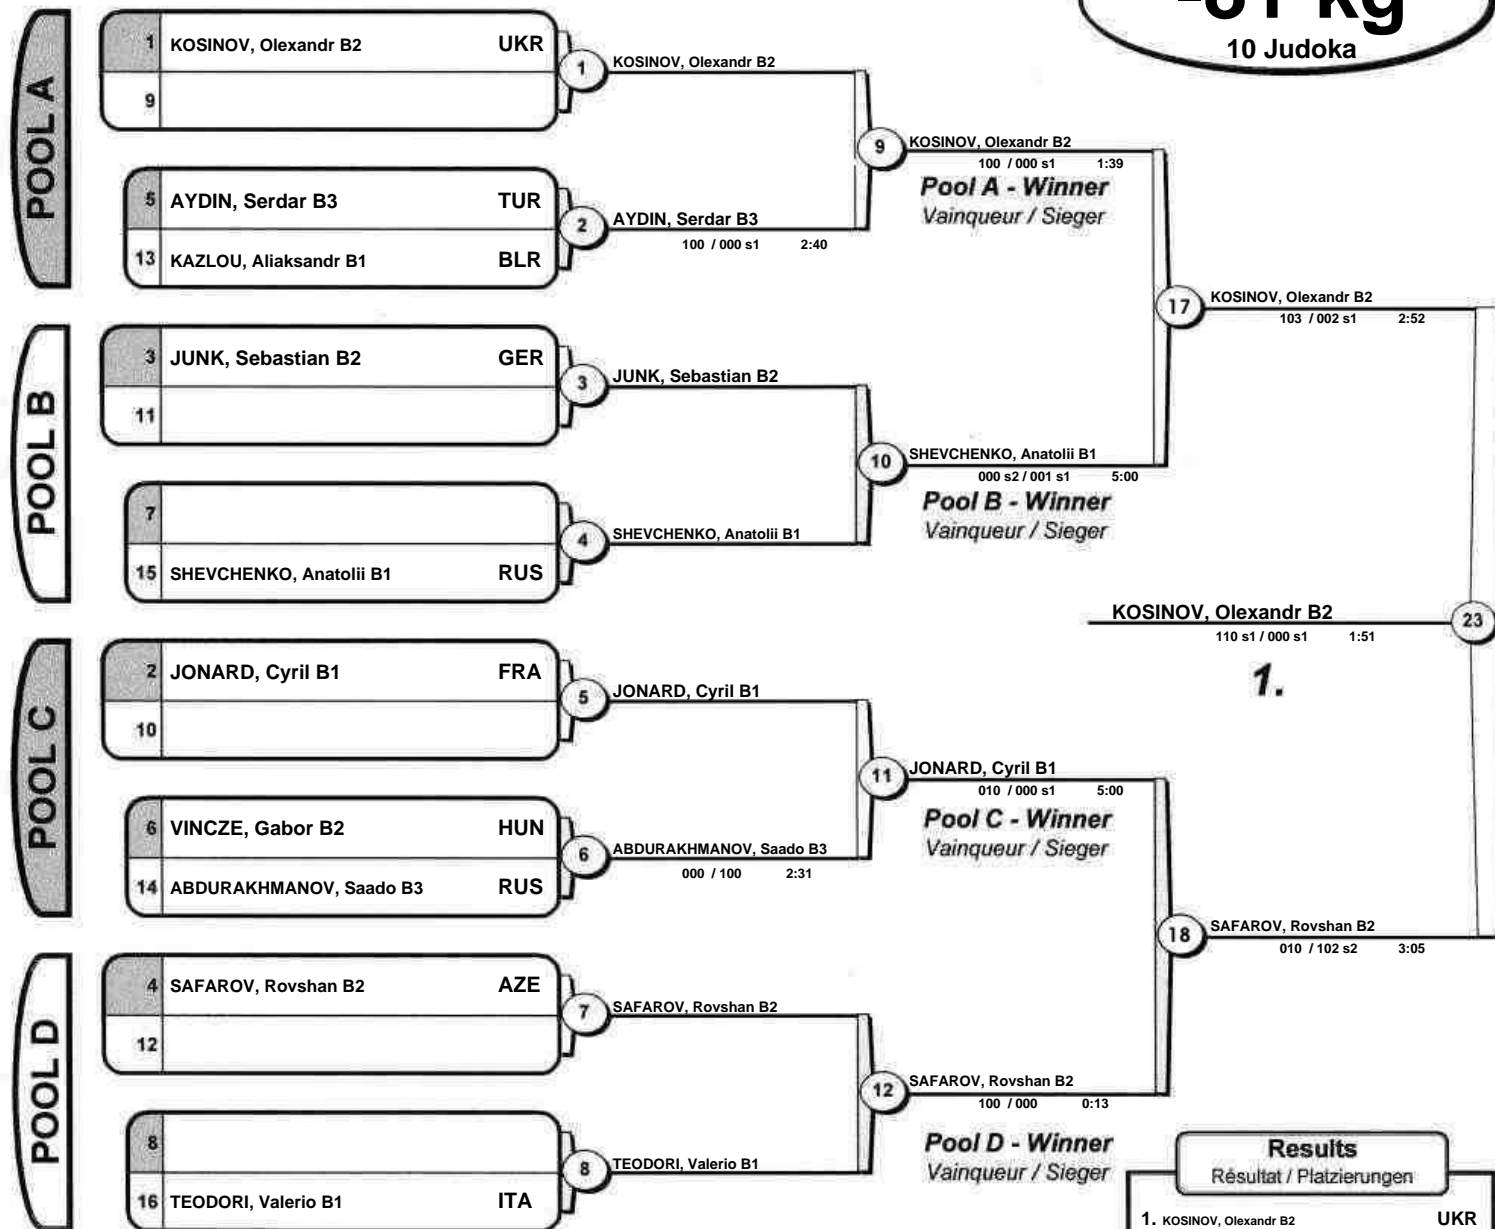 -81 kg
10 Judoka
POOL A
1 KOSINOV, Olexandr B2 UKR
9
1 KOSINOV, Olexandr B2
5 AYDIN, Serdar B3 TUR
13 KAZLOU, Aliaksandr B1 BLR
2 AYDIN, Serdar B3
100 / 000 s1 2:40
9 KOSINOV, Olexandr B2
100 / 000 s1 1:39
Pool A - Winner
Vainqueur / Sieger
POOL B
3 JUNK, Sebastian B2 GER
11
3 JUNK, Sebastian B2
7
15 SHEVCHENKO, Anatolii B1 RUS
4 SHEVCHENKO, Anatolii B1
10 SHEVCHENKO, Anatolii B1
000 s2 / 001 s1 5:00
Pool B - Winner
Vainqueur / Sieger
17 KOSINOV, Olexandr B2
103 / 002 s1 2:52
KOSINOV, Olexandr B2 23
110 s1 / 000 s1 1:51
1.
POOL C
2 JONARD, Cyril B1 FRA
10
5 JONARD, Cyril B1
6 VINCZE, Gabor B2 HUN
14 ABDURAKHMANOV, Saado B3 RUS
6 ABDURAKHMANOV, Saado B3
000 / 100 2:31
11 JONARD, Cyril B1
010 / 000 s1 5:00
Pool C - Winner
Vainqueur / Sieger
POOL D
4 SAFAROV, Rovshan B2 AZE
12
7 SAFAROV, Rovshan B2
8
16 TEODORI, Valerio B1 ITA
8 TEODORI, Valerio B1
12 SAFAROV, Rovshan B2
100 / 000 0:13
Pool D - Winner
Vainqueur / Sieger
18 SAFAROV, Rovshan B2
010 / 102 s2 3:05
Results
Résultat / Platzierungen
1. KOSINOV, Olexandr B2 UKR